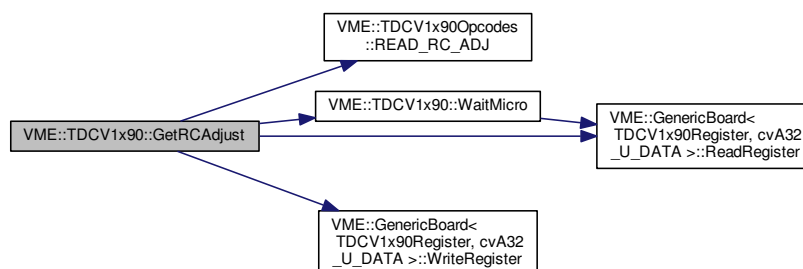 VME::TDCV1x90Opcodes
::READ_RC_ADJ
VME::TDCV1x90::WaitMicro
VME::TDCV1x90::GetRCAdjust
VME::GenericBoard<
TDCV1x90Register, cvA32
_U_DATA >::ReadRegister
VME::GenericBoard<
TDCV1x90Register, cvA32
_U_DATA >::WriteRegister